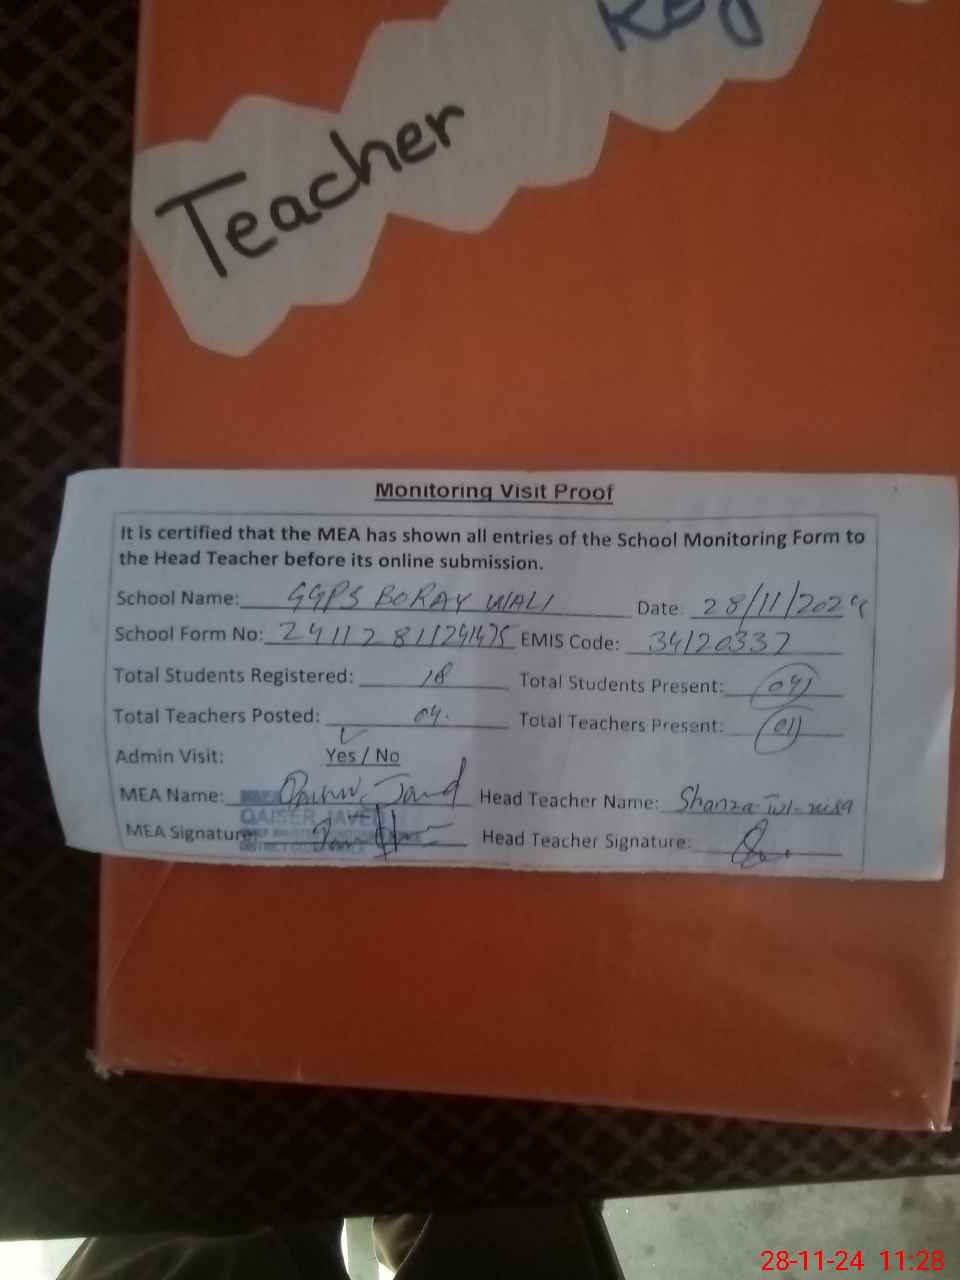 Reg
Teacher
Monitoring Visit Proof
It is certified that the MEA has shown all entries of the School Monitoring Form to
the Head Teacher before its online submission.
School Name: GGPS BORAY WALI Date: 28/11/2024
School Form No: 24112811241475 EMIS Code: 34120337
Total Students Registered: 18 Total Students Present: 04
Total Teachers Posted: 04. Total Teachers Present: 01
Admin Visit: Yes / No
MEA Name: Head Teacher Name: Shanza-Tul-nisa
QAISER JAVED
MEA Signature: Head Teacher Signature:
28-11-24 11:28